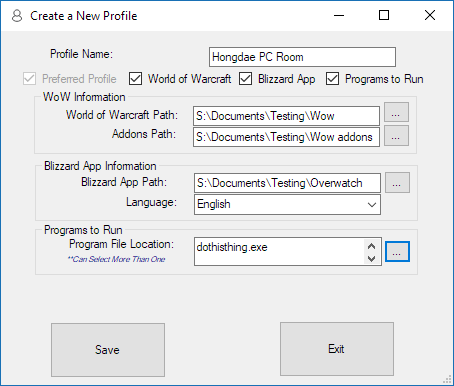 Create a New Profile
Profile Name: Hongdae PC Room
Preferred Profile World of Warcraft Blizzard App Programs to Run
WoW Information
World of Warcraft Path: S:\Documents\Testing\Wow ...
Addons Path: S:\Documents\Testing\Wow addons ...
Blizzard App Information
Blizzard App Path: S:\Documents\Testing\Overwatch ...
Language: English
Programs to Run
Program File Location: dothisthing.exe ...
**Can Select More Than One
Save Exit